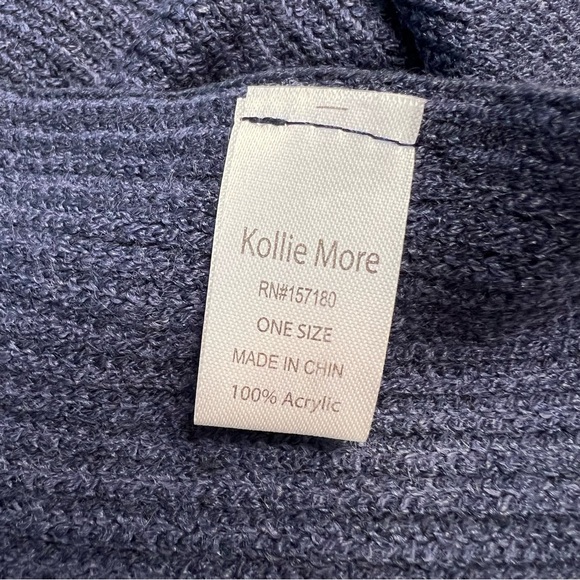 Kollie More
RN#157180
ONE SIZE
MADE IN CHIN
100% Acrylic